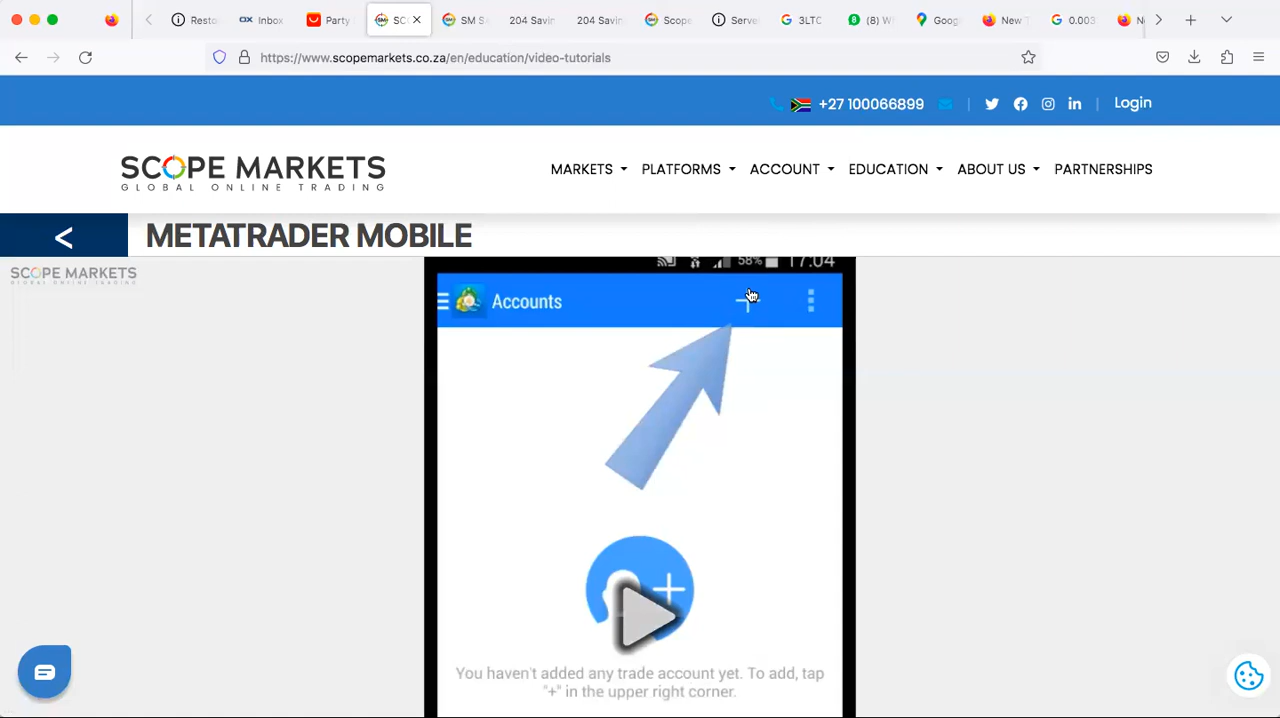 Resto
OX Inbox
Party
SC
SM S
204 Savin
204 Savin
Scope
Serve
3LTC
(8) W
Goog
New T
0.003
N
https://www.scopemarkets.co.za/en/education/video-tutorials
+27 100066899
Login
SCOPE MARKETS
GLOBAL ONLINE TRADING
MARKETS
PLATFORMS
ACCOUNT
EDUCATION
ABOUT US
PARTNERSHIPS
< METATRADER MOBILE
SCOPE MARKETS
GLOBAL ONLINE TRADING
58% 17:04
Accounts
You haven't added any trade account yet. To add, tap
"+" in the upper right corner.